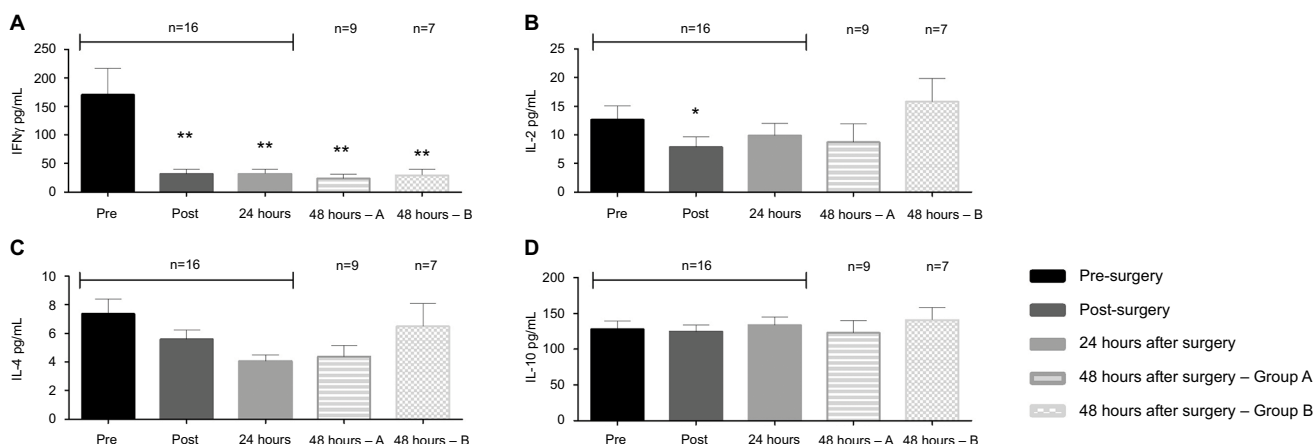 A
n=16 n=9 n=7
250
200
150
100
50
0
IFNγ pg/mL
** ** ** **
Pre Post 24 hours 48 hours – A 48 hours – B
B
n=16 n=9 n=7
25
20
15
10
5
0
IL-2 pg/mL
*
Pre Post 24 hours 48 hours – A 48 hours – B
C
n=16 n=9 n=7
10
8
6
4
2
0
IL-4 pg/mL
Pre Post 24 hours 48 hours – A 48 hours – B
D
n=16 n=9 n=7
200
150
100
50
0
IL-10 pg/mL
Pre Post 24 hours 48 hours – A 48 hours – B
Pre-surgery
Post-surgery
24 hours after surgery
48 hours after surgery – Group A
48 hours after surgery – Group B